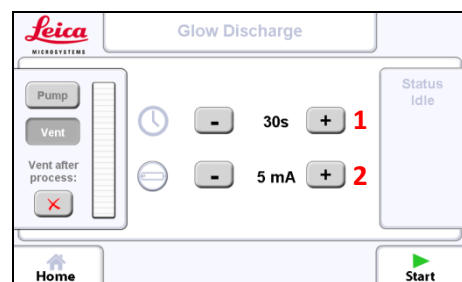 Leica
MICROSYSTEMS
Glow Discharge
Status
Idle
Pump
Vent
Vent after
process:
- 30s + 1
- 5 mA + 2
Home
Start